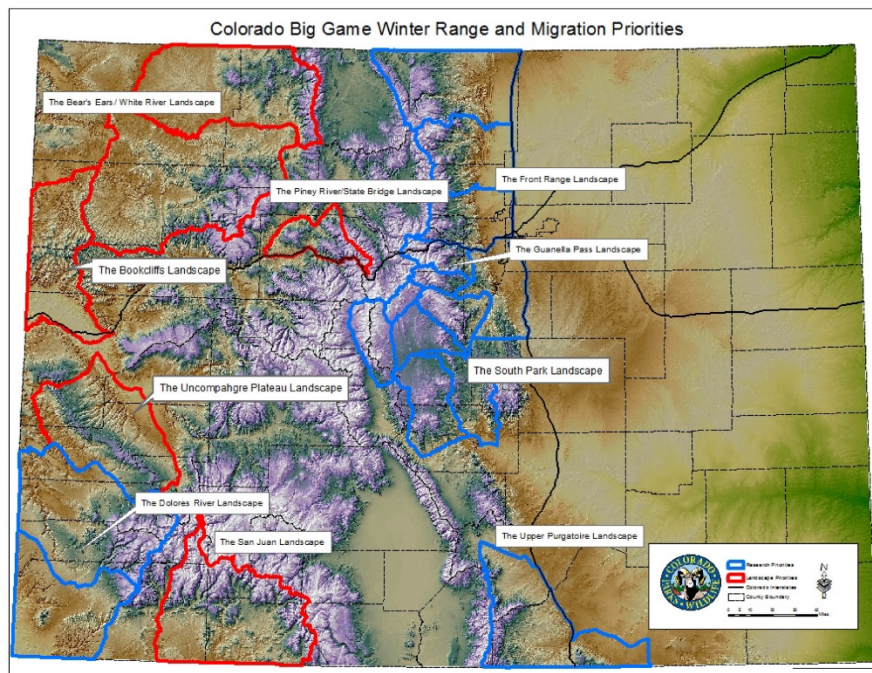 Colorado Big Game Winter Range and Migration Priorities
The Bear's Ears/ White River Landscape
The Piney River/State Bridge Landscape
The Front Range Landscape
The Guanella Pass Landscape
The Bookcliffs Landscape
The South Park Landscape
The Uncompahgre Plateau Landscape
The Dolores River Landscape
The San Juan Landscape
The Upper Purgatoire Landscape
COLORADO
PARKS
WILDLIFE
Research Priorities
Landscape Priorities
Colorado Interstates
County Boundary
Miles